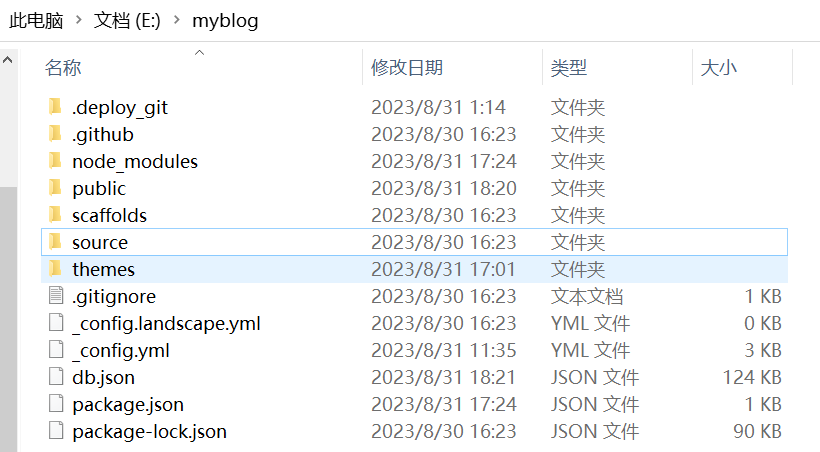 此电脑 > 文档 (E:) > myblog
名称 修改日期 类型 大小
.deploy_git 2023/8/31 1:14 文件夹
.github 2023/8/30 16:23 文件夹
node_modules 2023/8/31 17:24 文件夹
public 2023/8/31 18:20 文件夹
scaffolds 2023/8/30 16:23 文件夹
source 2023/8/30 16:23 文件夹
themes 2023/8/31 17:01 文件夹
.gitignore 2023/8/30 16:23 文本文档 1 KB
_config.landscape.yml 2023/8/30 16:23 YML 文件 0 KB
_config.yml 2023/8/31 11:35 YML 文件 3 KB
db.json 2023/8/31 18:21 JSON 文件 124 KB
package.json 2023/8/31 17:24 JSON 文件 1 KB
package-lock.json 2023/8/30 16:23 JSON 文件 90 KB